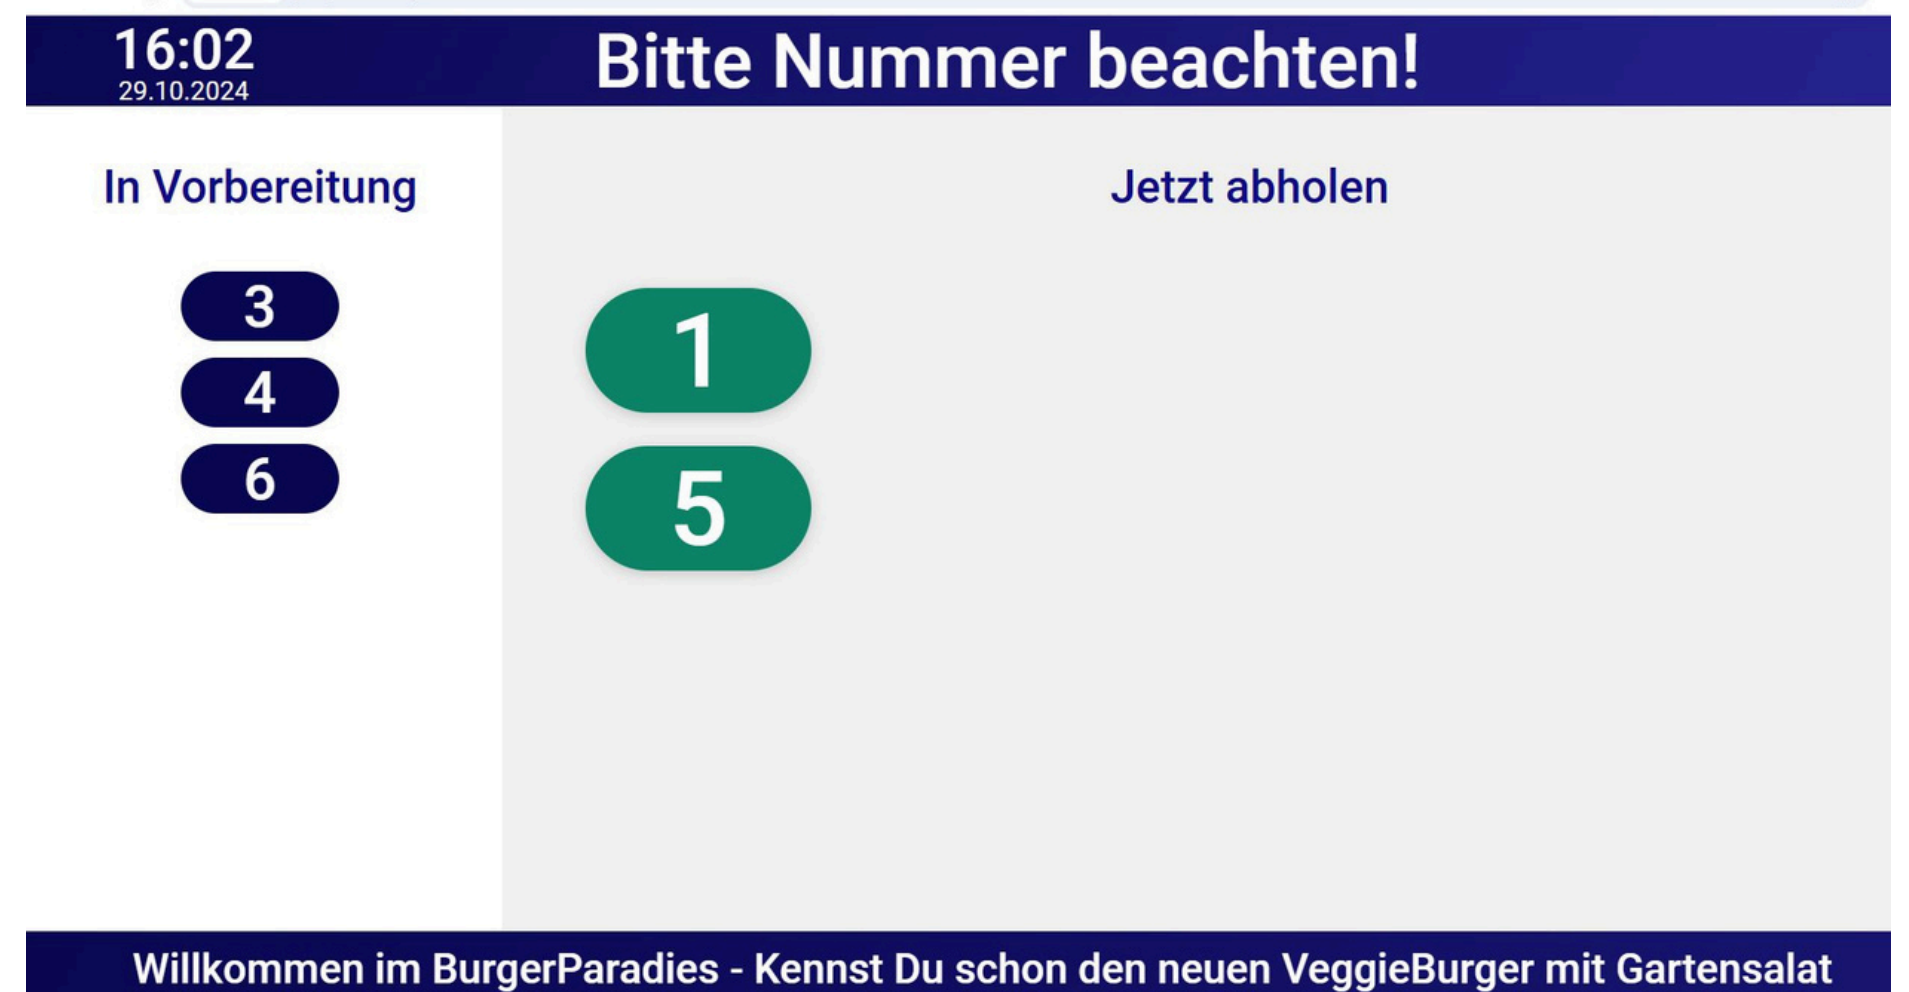 16:02
29.10.2024
Bitte Nummer beachten!
In Vorbereitung
3
4
6
Jetzt abholen
1
5
Willkommen im BurgerParadies - Kennst Du schon den neuen VeggieBurger mit Gartensalat